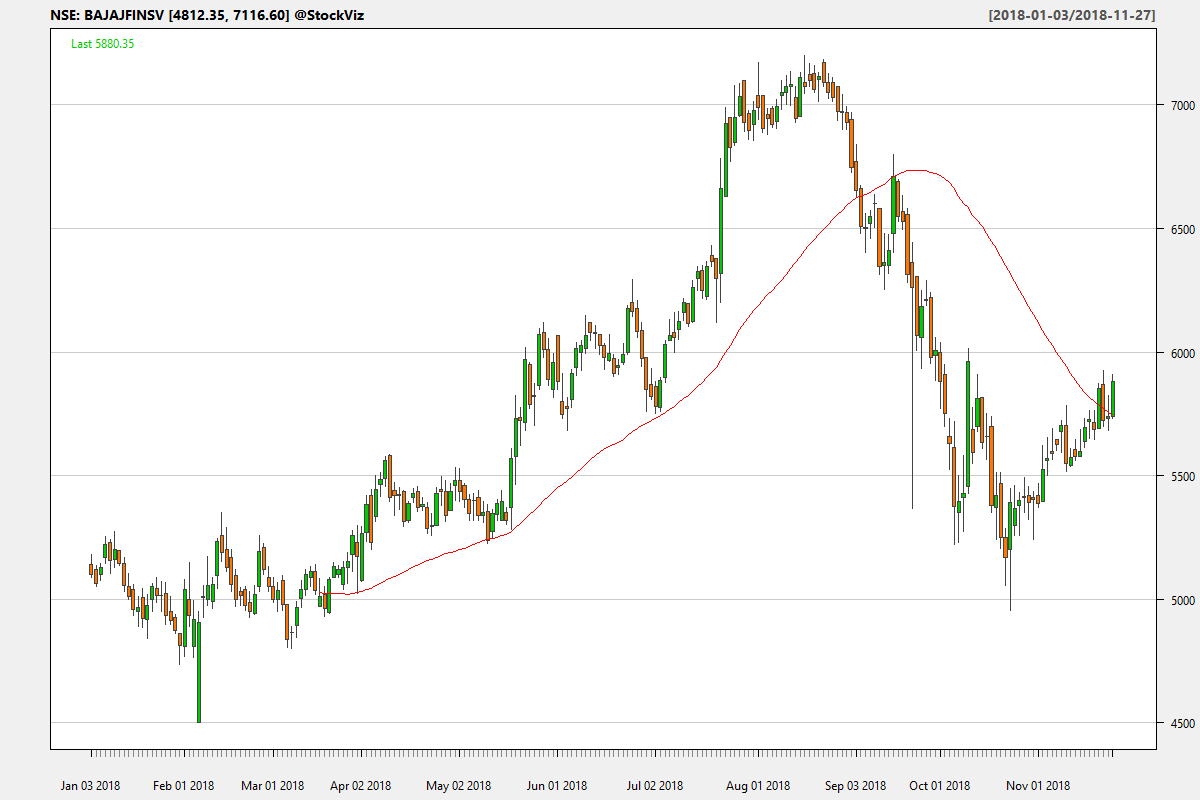 NSE: BAJAJFINSV [4812.35, 7116.60] @StockViz
[2018-01-03/2018-11-27]
Last 5880.35
7000
6500
6000
5500
5000
4500
Jan 03 2018
Feb 01 2018
Mar 01 2018
Apr 02 2018
May 02 2018
Jun 01 2018
Jul 02 2018
Aug 01 2018
Sep 03 2018
Oct 01 2018
Nov 01 2018